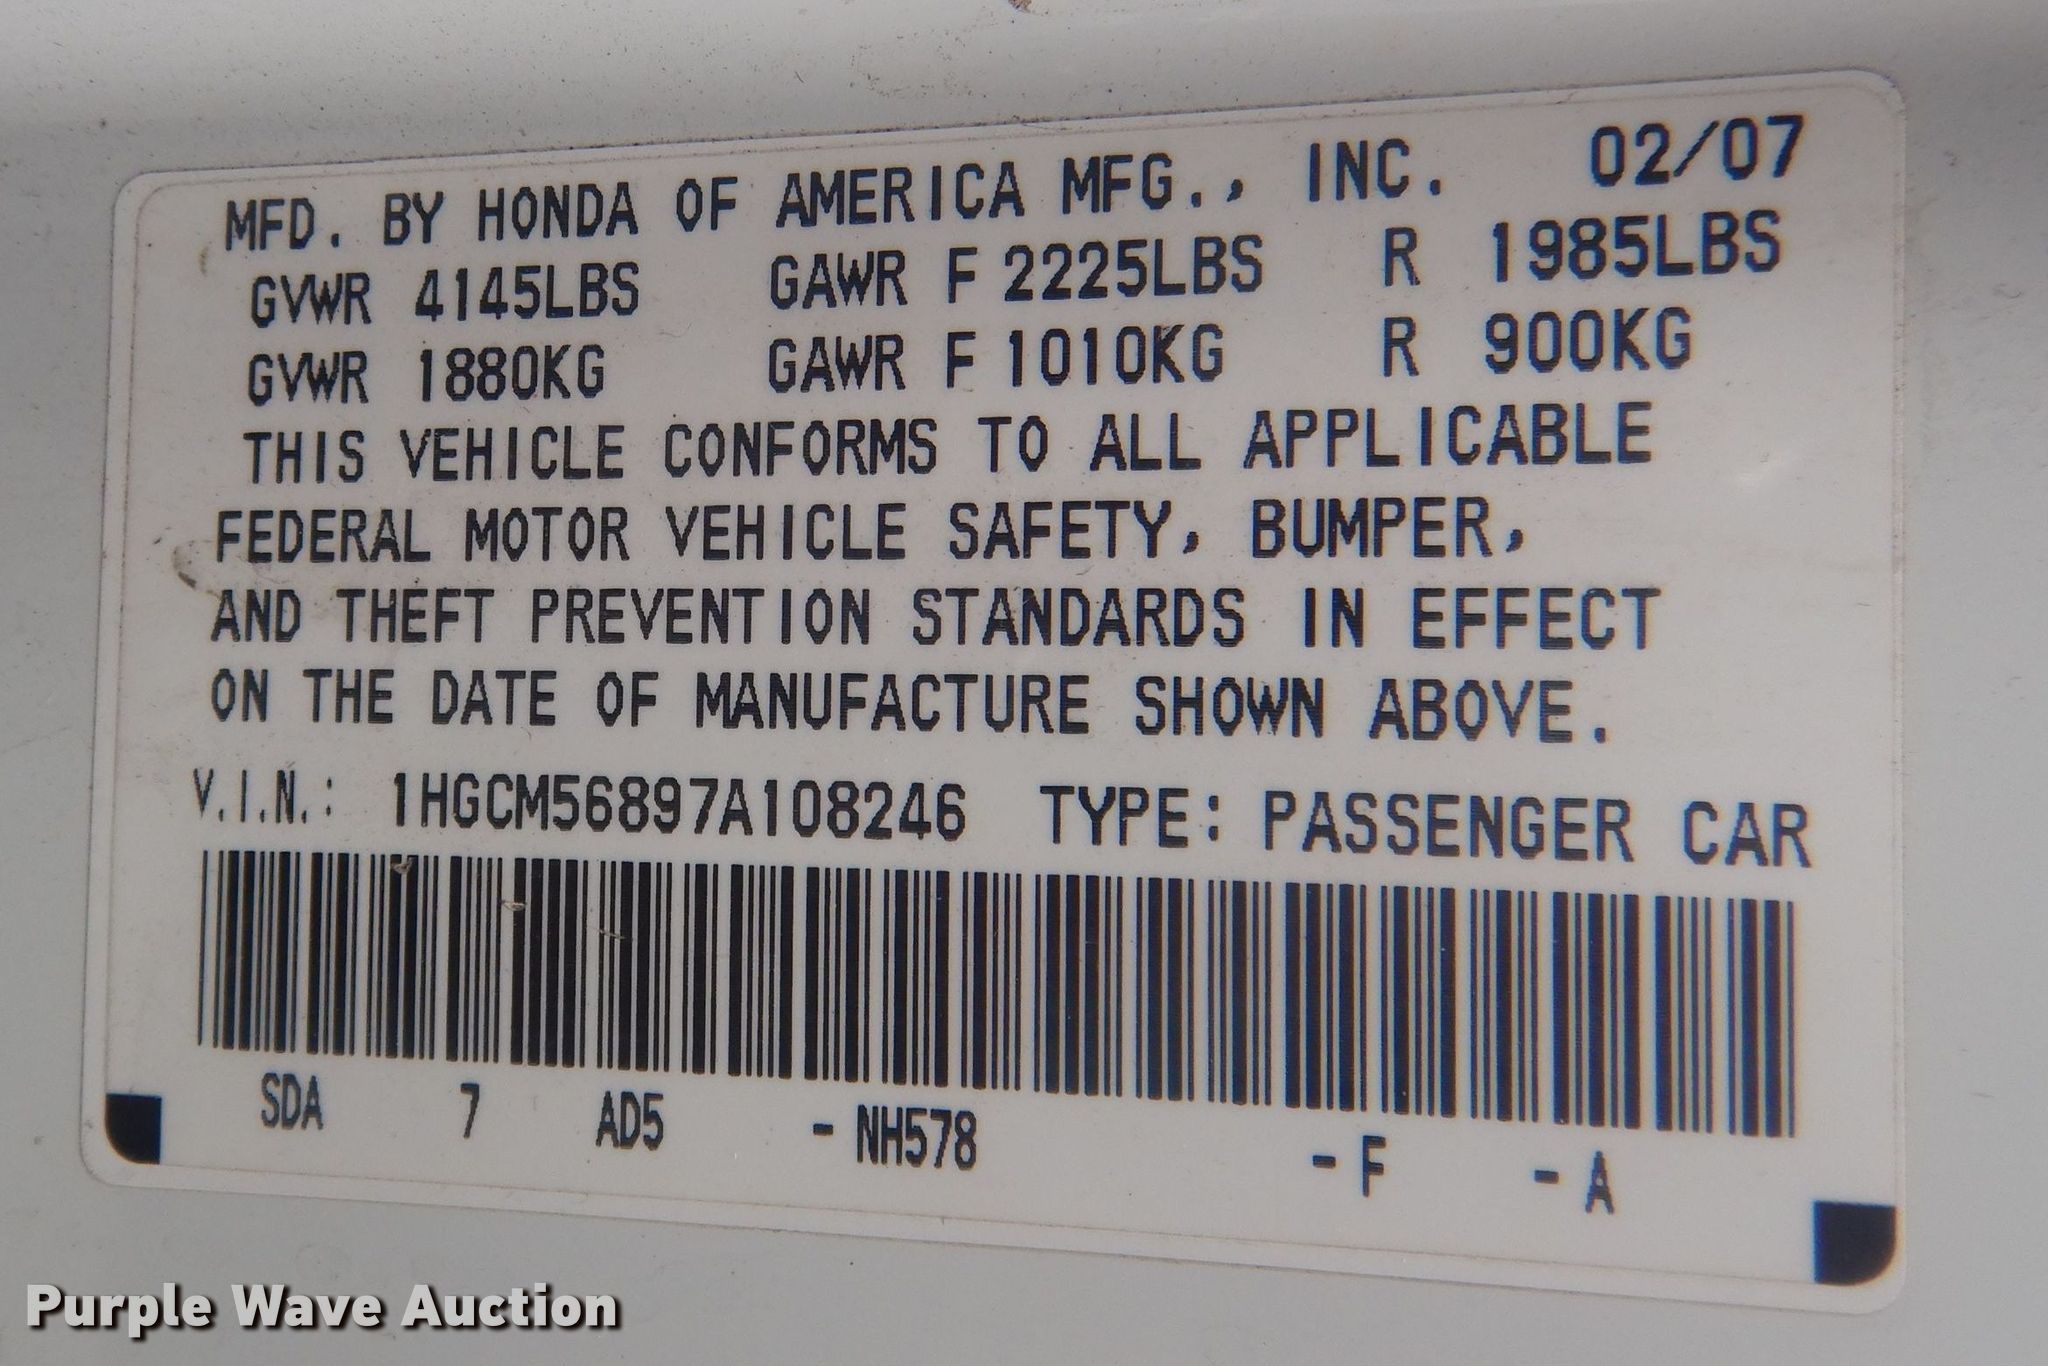 MFD. BY HONDA OF AMERICA MFG., INC. 02/07
GVWR 4145LBS GAWR F 2225LBS R 1985LBS
GVWR 1880KG GAWR F 1010KG R 900KG
THIS VEHICLE CONFORMS TO ALL APPLICABLE
FEDERAL MOTOR VEHICLE SAFETY, BUMPER,
AND THEFT PREVENTION STANDARDS IN EFFECT
ON THE DATE OF MANUFACTURE SHOWN ABOVE.
V.I.N.: 1HGCM56897A108246 TYPE: PASSENGER CAR
SDA 7 AD5 - NH578 - F - A
Purple Wave Auction